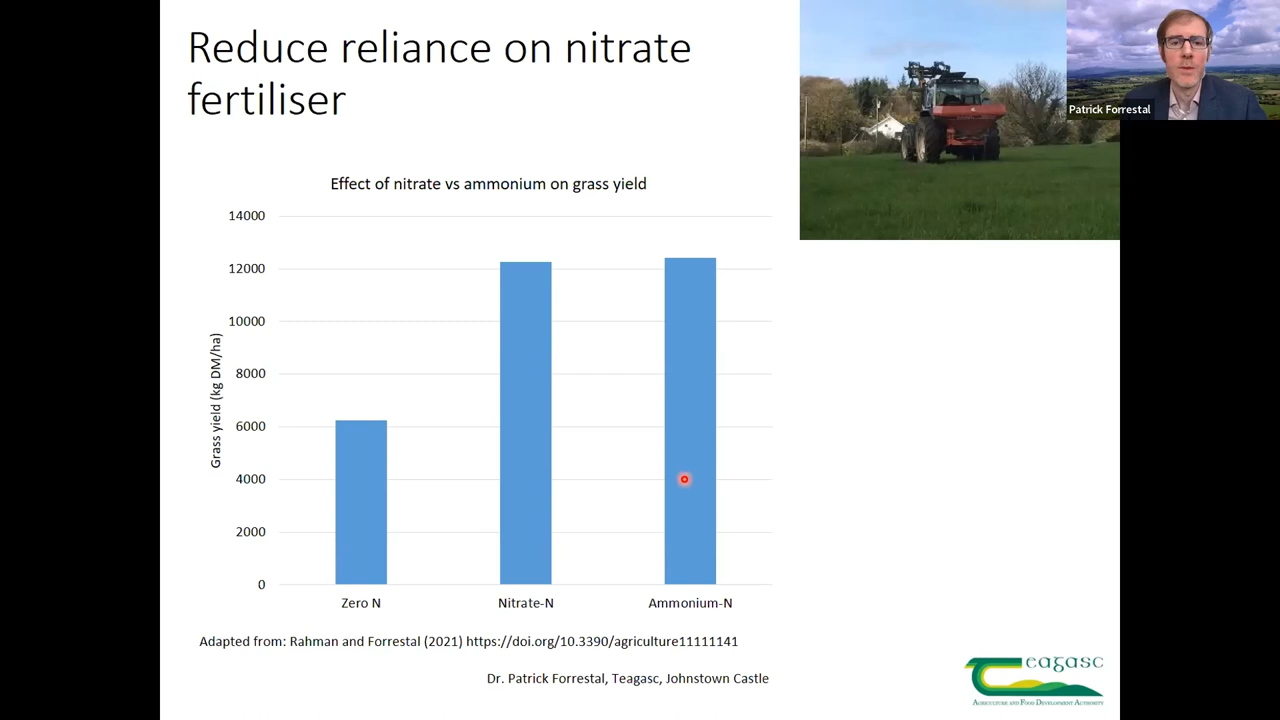 Reduce reliance on nitrate
fertiliser
Patrick Forrestal
Effect of nitrate vs ammonium on grass yield
Grass yield (kg DM/ha)
14000
12000
10000
8000
6000
4000
2000
0
Zero N
Nitrate-N
Ammonium-N
Adapted from: Rahman and Forrestal (2021) https://doi.org/10.3390/agriculture11111141
Dr. Patrick Forrestal, Teagasc, Johnstown Castle
Teagasc
Agriculture and Food Development Authority